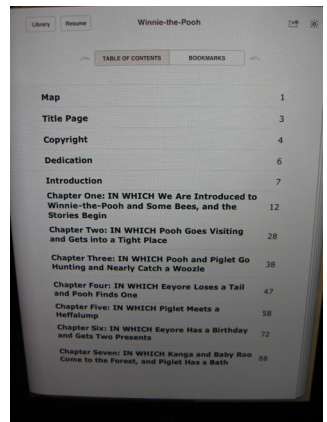 Library Resume Winnie-the-Pooh
TABLE OF CONTENTS BOOKMARKS
Map 1
Title Page 3
Copyright 4
Dedication 6
Introduction 7
Chapter One: IN WHICH We Are Introduced to
Winnie-the-Pooh and Some Bees, and the 12
Stories Begin
Chapter Two: IN WHICH Pooh Goes Visiting
and Gets into a Tight Place 28
Chapter Three: IN WHICH Pooh and Piglet Go
Hunting and Nearly Catch a Woozle 38
Chapter Four: IN WHICH Eeyore Loses a Tail
and Pooh Finds One 47
Chapter Five: IN WHICH Piglet Meets a
Heffalump 58
Chapter Six: IN WHICH Eeyore Has a Birthday
and Gets Two Presents 72
Chapter Seven: IN WHICH Kanga and Baby Roo
Come to the Forest, and Piglet Has a Bath 88